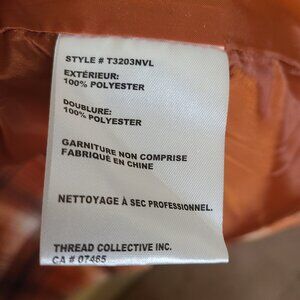 STYLE # T3203NVL
EXTÉRIEUR:
100% POLYESTER
DOUBLURE:
100% POLYESTER
GARNITURE NON COMPRISE
FABRIQUÉ EN CHINE
NETTOYAGE À SEC PROFESSIONNEL.
THREAD COLLECTIVE INC.
CA # 07485